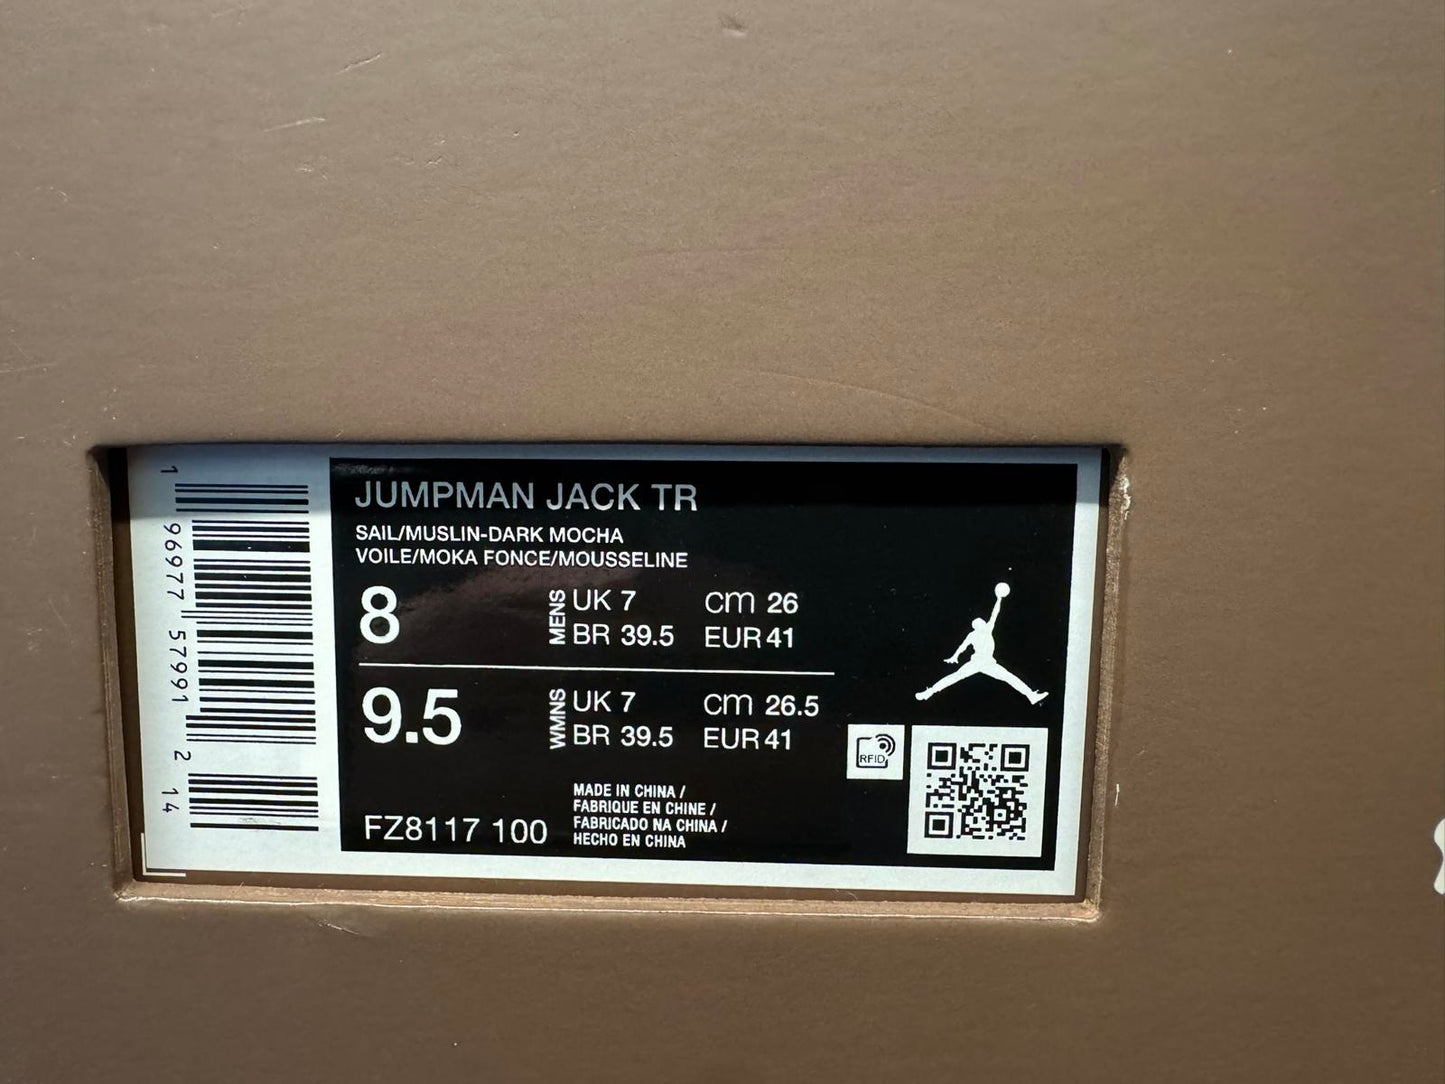 1 96977 57991 2 14
JUMPMAN JACK TR
SAIL/MUSLIN-DARK MOCHA
VOILE/MOKA FONCE/MOUSSELINE
8 MENS UK 7 cm 26
BR 39.5 EUR 41
9.5 WMNS UK 7 cm 26.5
BR 39.5 EUR 41
RFID
MADE IN CHINA /
FABRIQUE EN CHINE /
FZ8117 100 FABRICADO NA CHINA /
HECHO EN CHINA